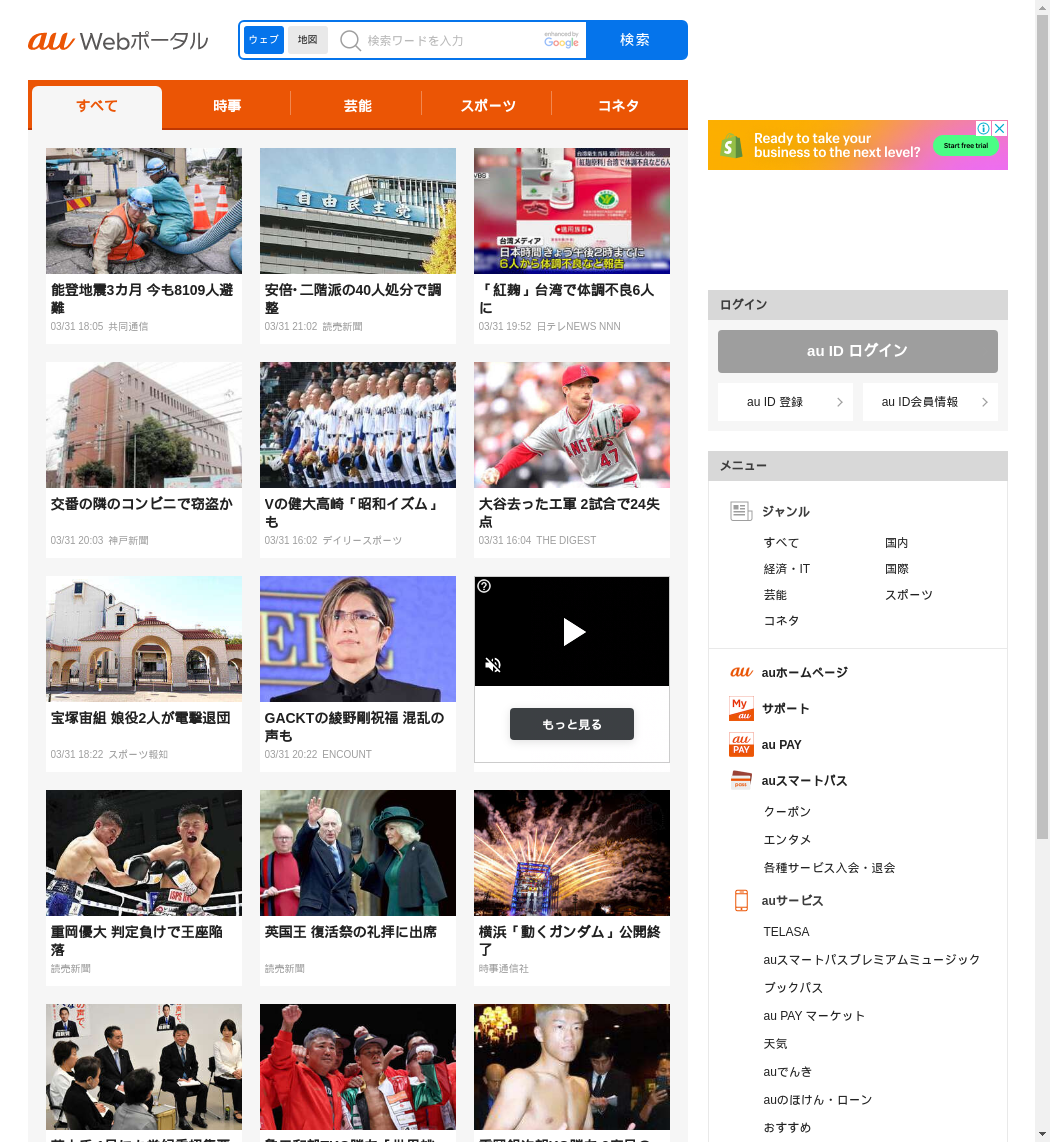 au Webポータル
ウェブ
地図
検索ワードを入力
enhanced by Google
検索
すべて
時事
芸能
スポーツ
コネタ
Ready to take your
business to the next level?
Start free trial
自由民主党
台湾メディア
日本時間きょう午後2時までに
6人から体調不良など報告
能登地震3カ月 今も8109人避
難
03/31 18:05 共同通信
安倍･二階派の40人処分で調
整
03/31 21:02 読売新聞
「紅麹」台湾で体調不良6人
に
03/31 19:52 日テレNEWS NNN
交番の隣のコンビニで窃盗か
03/31 20:03 神戸新聞
Vの健大高崎「昭和イズム」
も
03/31 16:02 デイリースポーツ
ANGELS
47
大谷去ったエ軍 2試合で24失
点
03/31 16:04 THE DIGEST
宝塚宙組 娘役2人が電撃退団
03/31 18:22 スポーツ報知
GACKTの綾野剛祝福 混乱の
声も
03/31 20:22 ENCOUNT
もっと見る
重岡優大 判定負けで王座陥
落
読売新聞
英国王 復活祭の礼拝に出席
読売新聞
横浜「動くガンダム」公開終
了
時事通信社
ログイン
au ID ログイン
au ID 登録
au ID会員情報
メニュー
ジャンル
すべて
国内
経済・IT
国際
芸能
スポーツ
コネタ
au
auホームページ
My au
サポート
au PAY
au PAY
pass
auスマートパス
クーポン
エンタメ
各種サービス入会・退会
auサービス
TELASA
auスマートパスプレミアムミュージック
ブックパス
au PAY マーケット
天気
auでんき
auのほけん・ローン
おすすめ